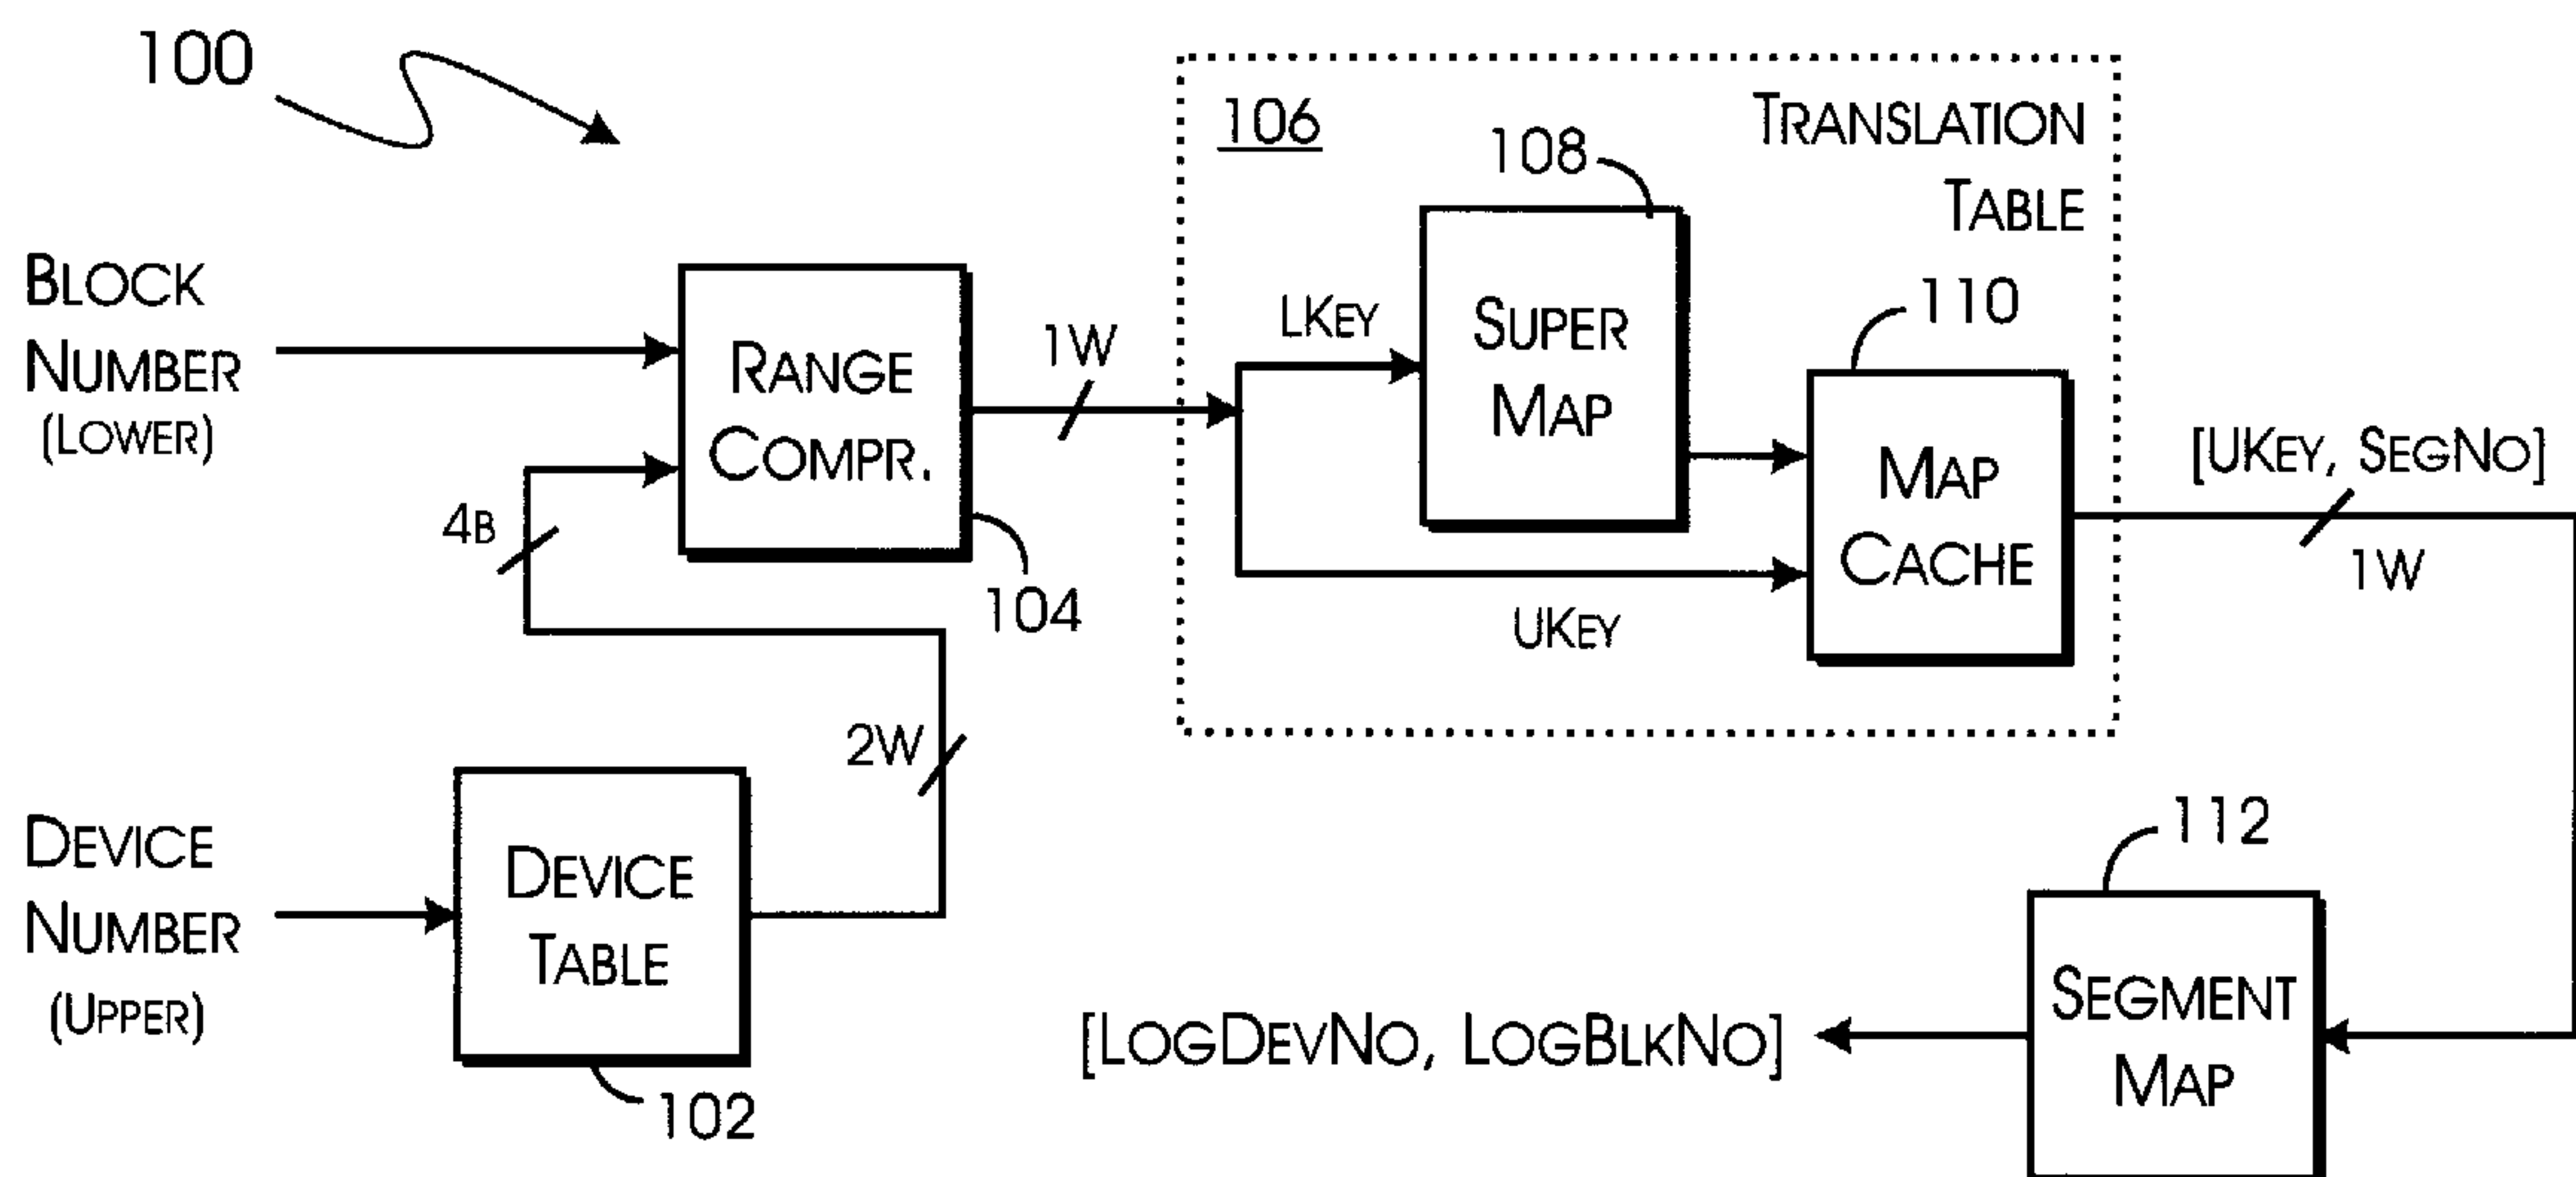 100
106
TRANSLATION
TABLE
108
BLOCK
NUMBER
(LOWER)
RANGE
COMPR.
1W
LKEY
SUPER
MAP
110
MAP
CACHE
[UKEY, SEGNO]
1W
4B
104
UKEY
2W
DEVICE
NUMBER
(UPPER)
DEVICE
TABLE
102
112
SEGMENT
MAP
[LOGDEVNO, LOGBLKNO]